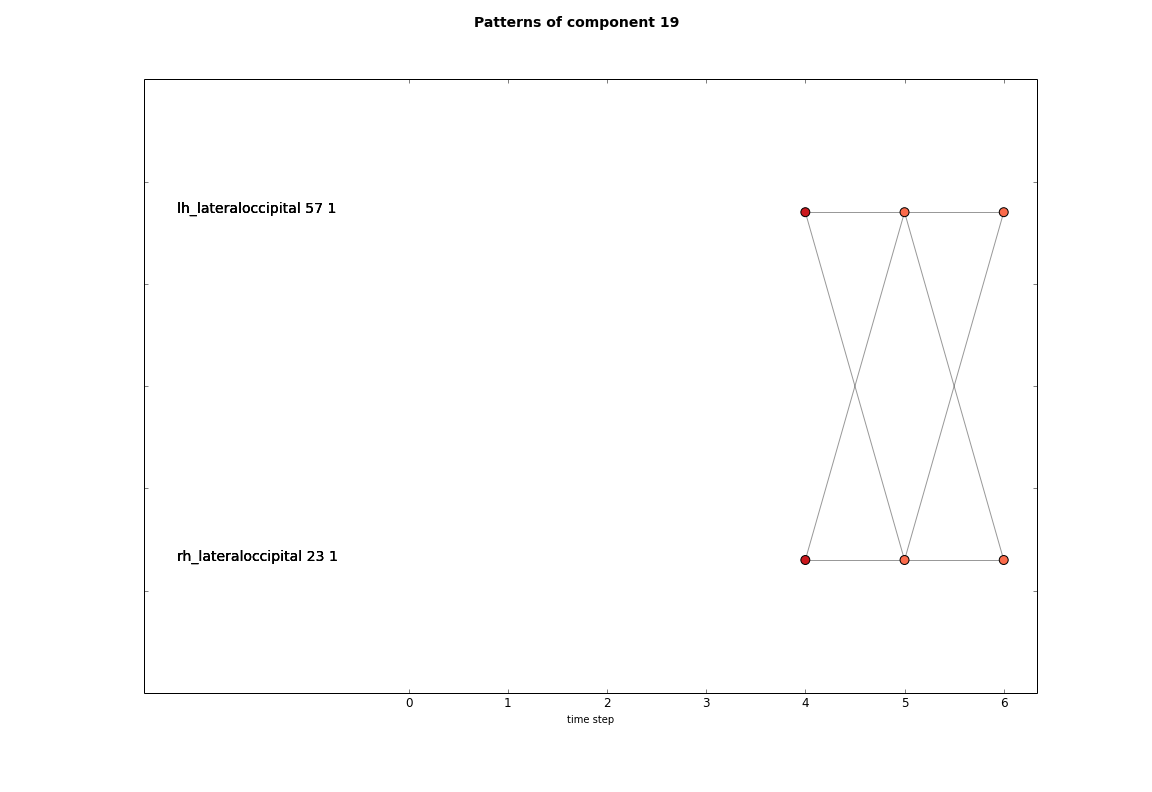 Patterns of component 19
lh_lateraloccipital 57 1
rh_lateraloccipital 23 1
0 1 2 3 4 5 6
time step